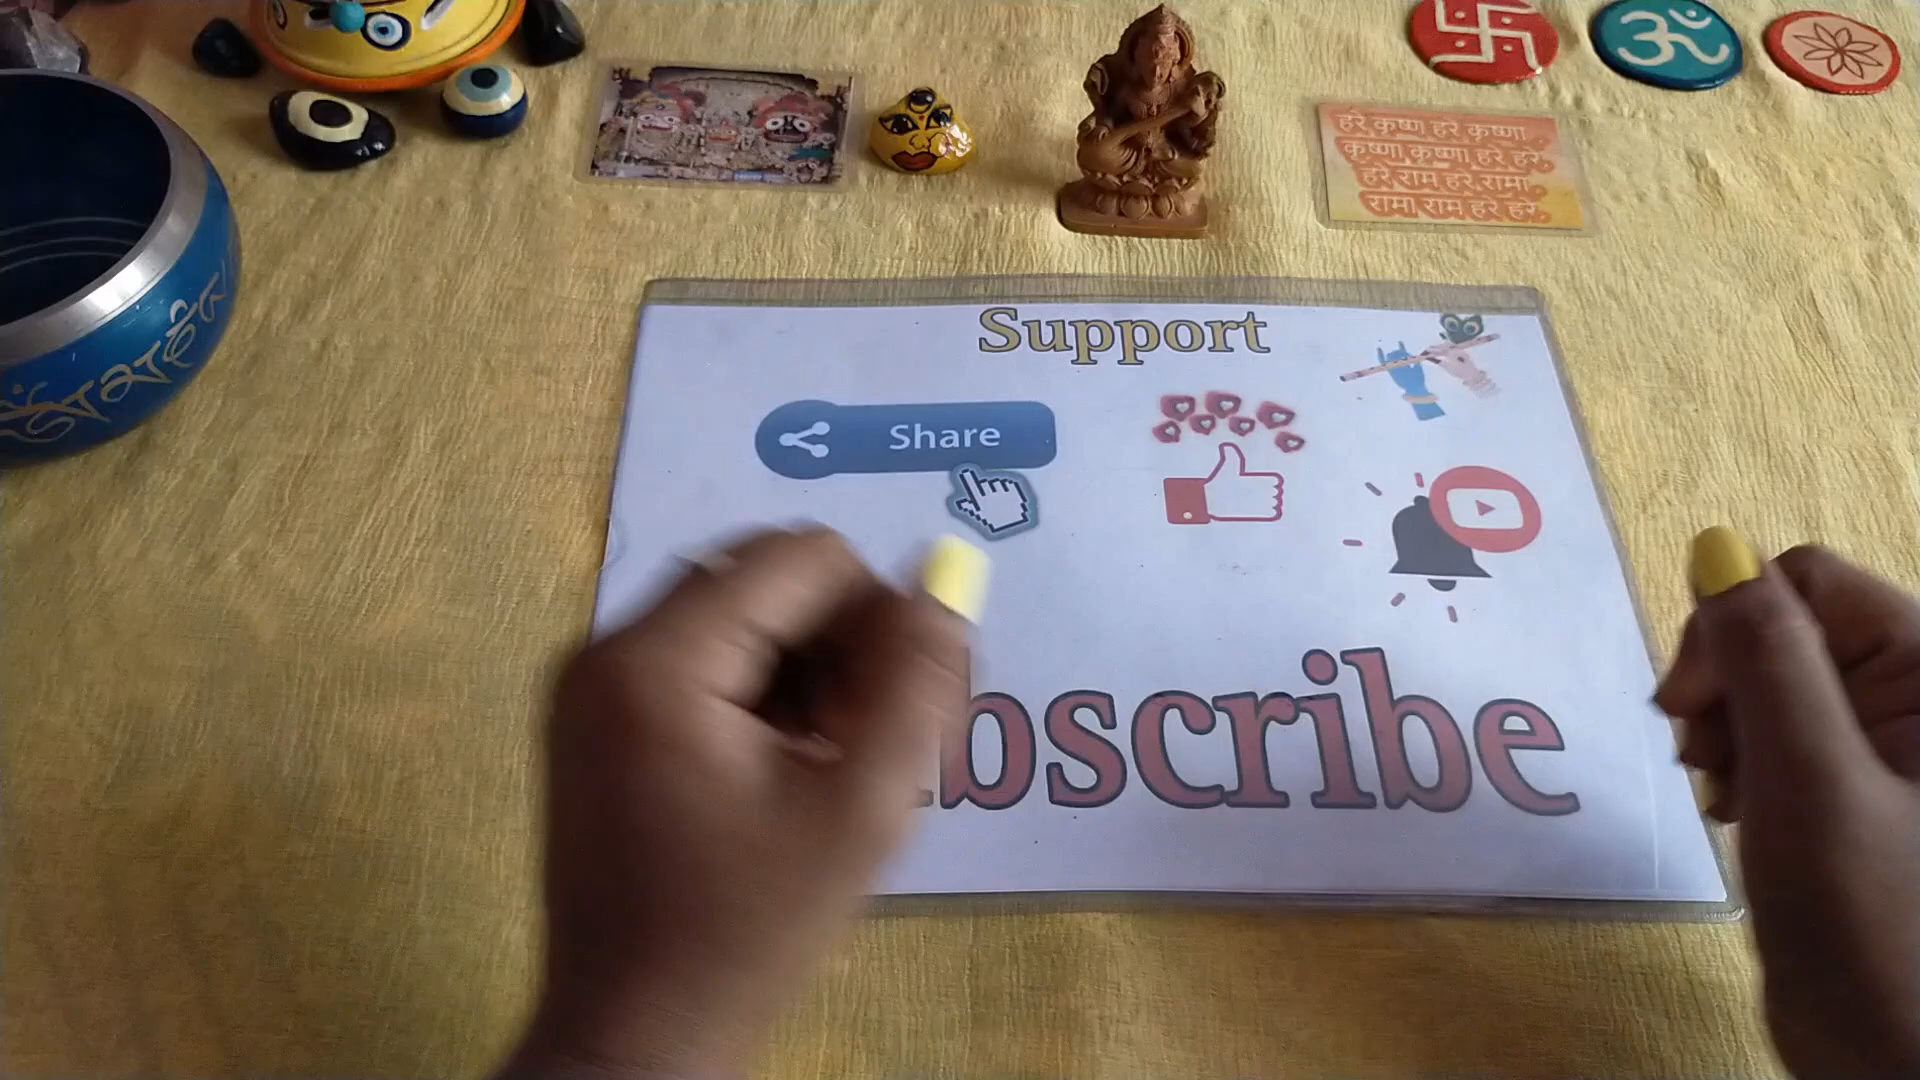 ॐ
हरे कृष्ण हरे कृष्णा
कृष्णा कृष्णा हरे हरे
हरे राम हरे रामा
रामा राम हरे हरे
Support
Share
bscribe